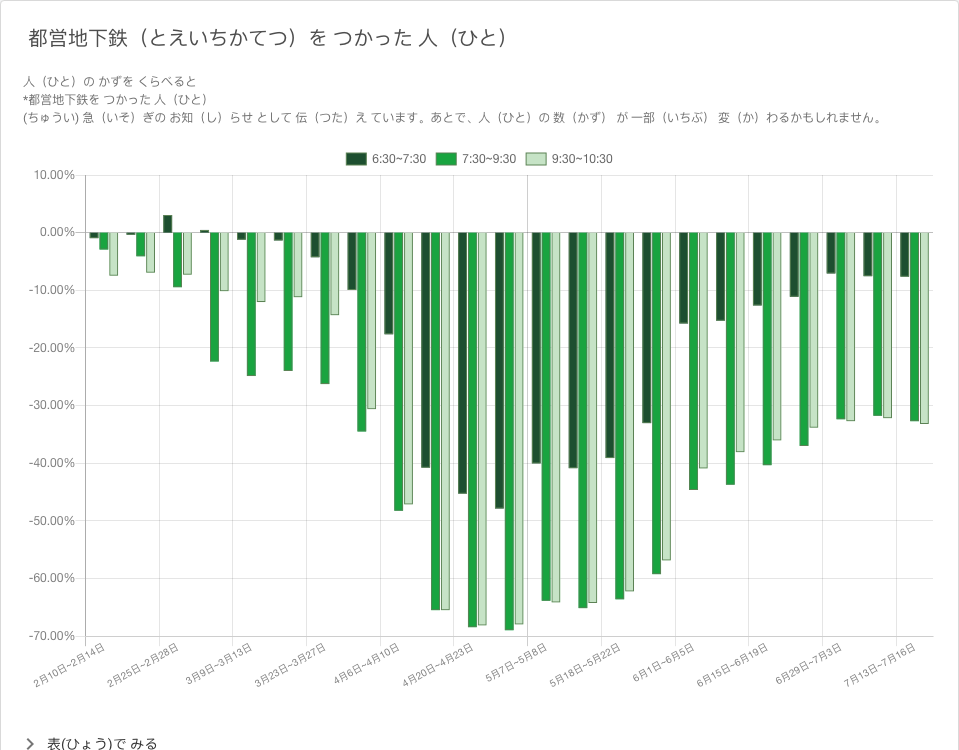 都営地下鉄（とえいちかてつ）を つかった 人（ひと）
人（ひと）の かずを くらべると
*都営地下鉄を つかった 人（ひと）
(ちゅうい) 急（いそ）ぎの お知（し）らせ として 伝（つた）え ています。あとで、人（ひと）の 数（かず） が 一部（いちぶ） 変（か）わるかもしれません。
6:30~7:30 7:30~9:30 9:30~10:30
10.00%
0.00%
-10.00%
-20.00%
-30.00%
-40.00%
-50.00%
-60.00%
-70.00%
2月10日~2月14日
2月25日~2月28日
3月9日~3月13日
3月23日~3月27日
4月6日~4月10日
4月20日~4月23日
5月7日~5月8日
5月18日~5月22日
6月1日~6月5日
6月15日~6月19日
6月29日~7月3日
7月13日~7月16日
表(ひょう)で みる